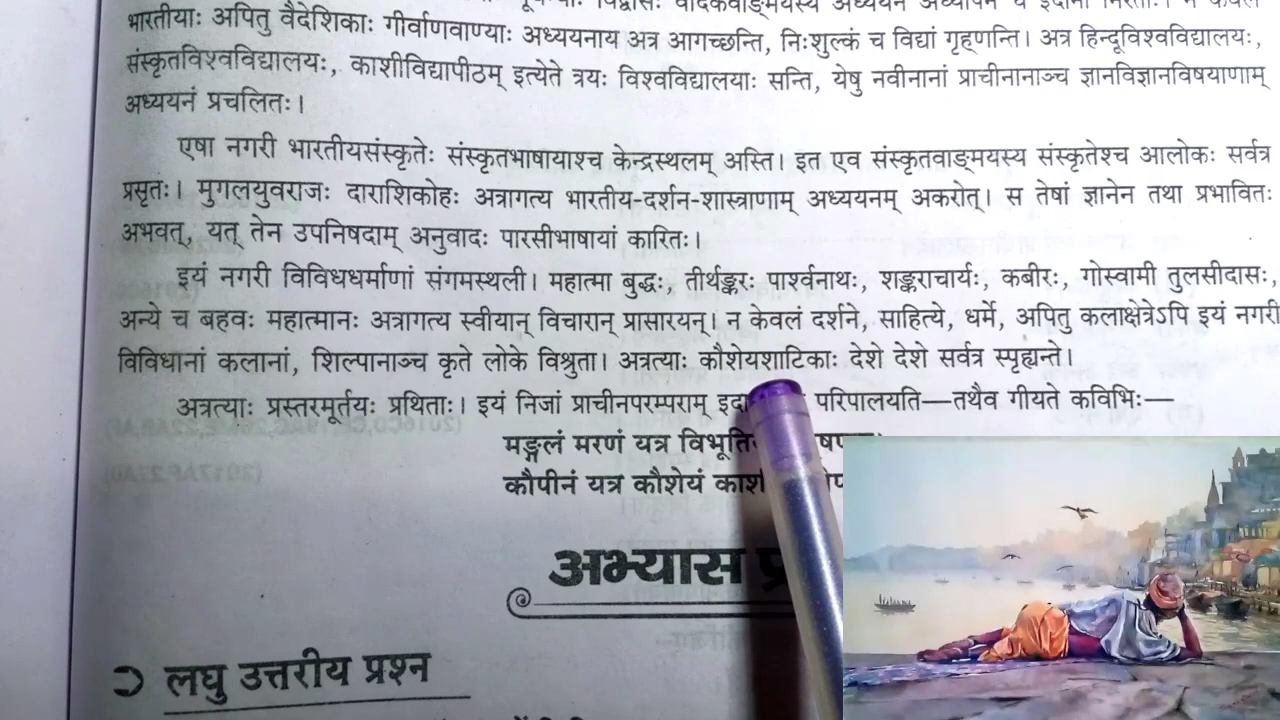 भारतीयाः अपितु वैदेशिकाः गीर्वाणवाण्याः अध्ययनाय अत्र आगच्छन्ति, निःशुल्कं च विद्यां गृह्णन्ति। अत्र हिन्दूविश्वविद्यालयः,
संस्कृतविश्वविद्यालयः, काशीविद्यापीठम् इत्येते त्रयः विश्वविद्यालयाः सन्ति, येषु नवीनानां प्राचीनानाञ्च ज्ञानविज्ञानविषयाणाम्
अध्ययनं प्रचलितः।
एषा नगरी भारतीयसंस्कृतेः संस्कृतभाषायाश्च केन्द्रस्थलम् अस्ति। इत एव संस्कृतवाङ्मयस्य संस्कृतेश्च आलोकः सर्वत्र
प्रसृतः। मुगलयुवराजः दाराशिकोहः अत्रागत्य भारतीय-दर्शन-शास्त्राणाम् अध्ययनम् अकरोत्। स तेषां ज्ञानेन तथा प्रभावितः
अभवत्, यत् तेन उपनिषदाम् अनुवादः पारसीभाषायां कारितः।
इयं नगरी विविधधर्माणां संगमस्थली। महात्मा बुद्धः, तीर्थङ्करः पार्श्वनाथः, शङ्कराचार्यः, कबीरः, गोस्वामी तुलसीदासः,
अन्ये च बहवः महात्मानः अत्रागत्य स्वीयान् विचारान् प्रासारयन्। न केवलं दर्शने, साहित्ये, धर्मे, अपितु कलाक्षेत्रेऽपि इयं नगरी
विविधानां कलानां, शिल्पानाञ्च कृते लोके विश्रुता। अत्रत्याः कौशेयशाटिकाः देशे देशे सर्वत्र स्पृह्यन्ते।
अत्रत्याः प्रस्तरमूर्तयः प्रथिताः। इयं निजां प्राचीनपरम्पराम् परिपालयति—तथैव गीयते कविभिः—
मङ्गलं मरणं यत्र
कौपीनं यत्र कौशेयं
अभ्यास
लघु उत्तरीय प्रश्न